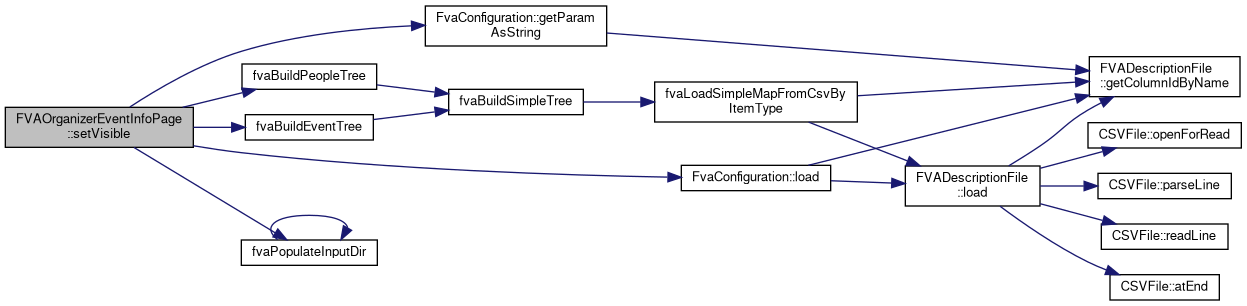 FVAOrganizerEventInfoPage
::setVisible
FvaConfiguration::getParam
AsString
fvaBuildPeopleTree
fvaBuildEventTree
fvaBuildSimpleTree
fvaLoadSimpleMapFromCsvBy
ItemType
FvaConfiguration::load
fvaPopulateInputDir
FVADescriptionFile
::getColumnIdByName
FVADescriptionFile
::load
CSVFile::openForRead
CSVFile::parseLine
CSVFile::readLine
CSVFile::atEnd